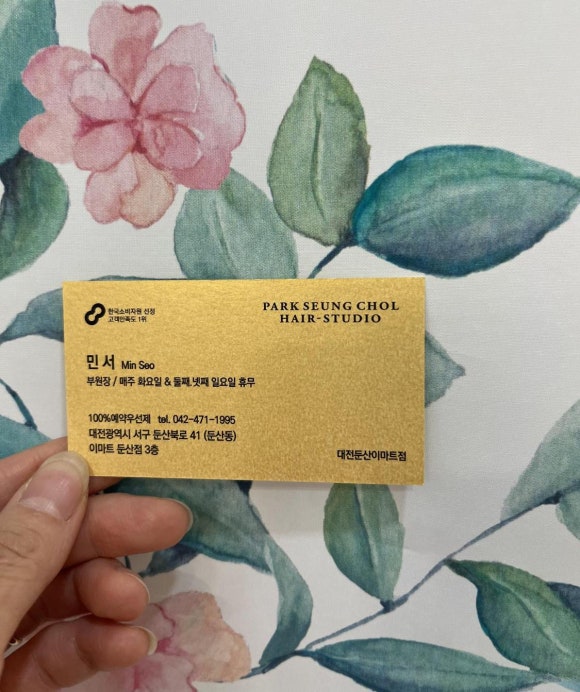 한국소비자원 선정
고객만족도 1위
PARK SEUNG CHOL
HAIR-STUDIO
민서 Min Seo
부원장 / 매주 화요일 & 둘째,넷째 일요일 휴무
100%예약우선제 tel. 042-471-1995
대전광역시 서구 둔산북로 41 (둔산동)
이마트 둔산점 3층
대전둔산이마트점